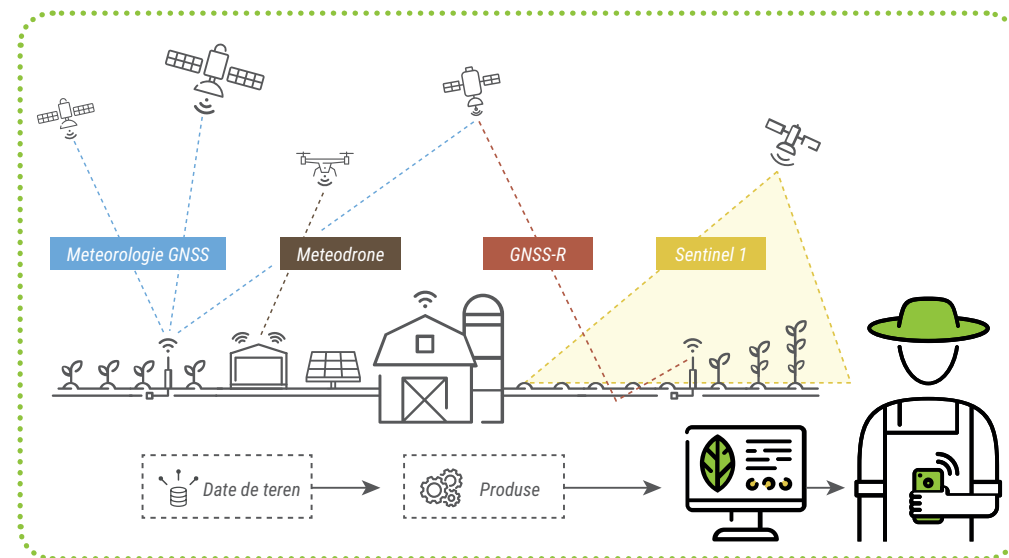 Meteorologie GNSS
Meteodrone
GNSS-R
Sentinel 1
Date de teren
Produse